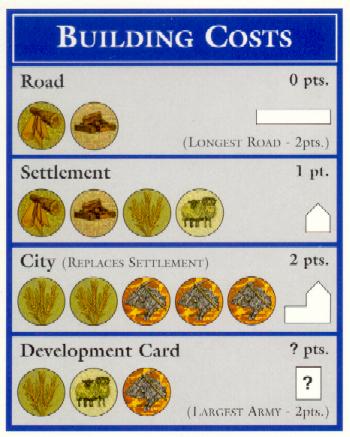 BUILDING COSTS
Road 0 pts.
(LONGEST ROAD - 2pts.)
Settlement 1 pt.
City (REPLACES SETTLEMENT) 2 pts.
Development Card ? pts.
?
(LARGEST ARMY - 2pts.)